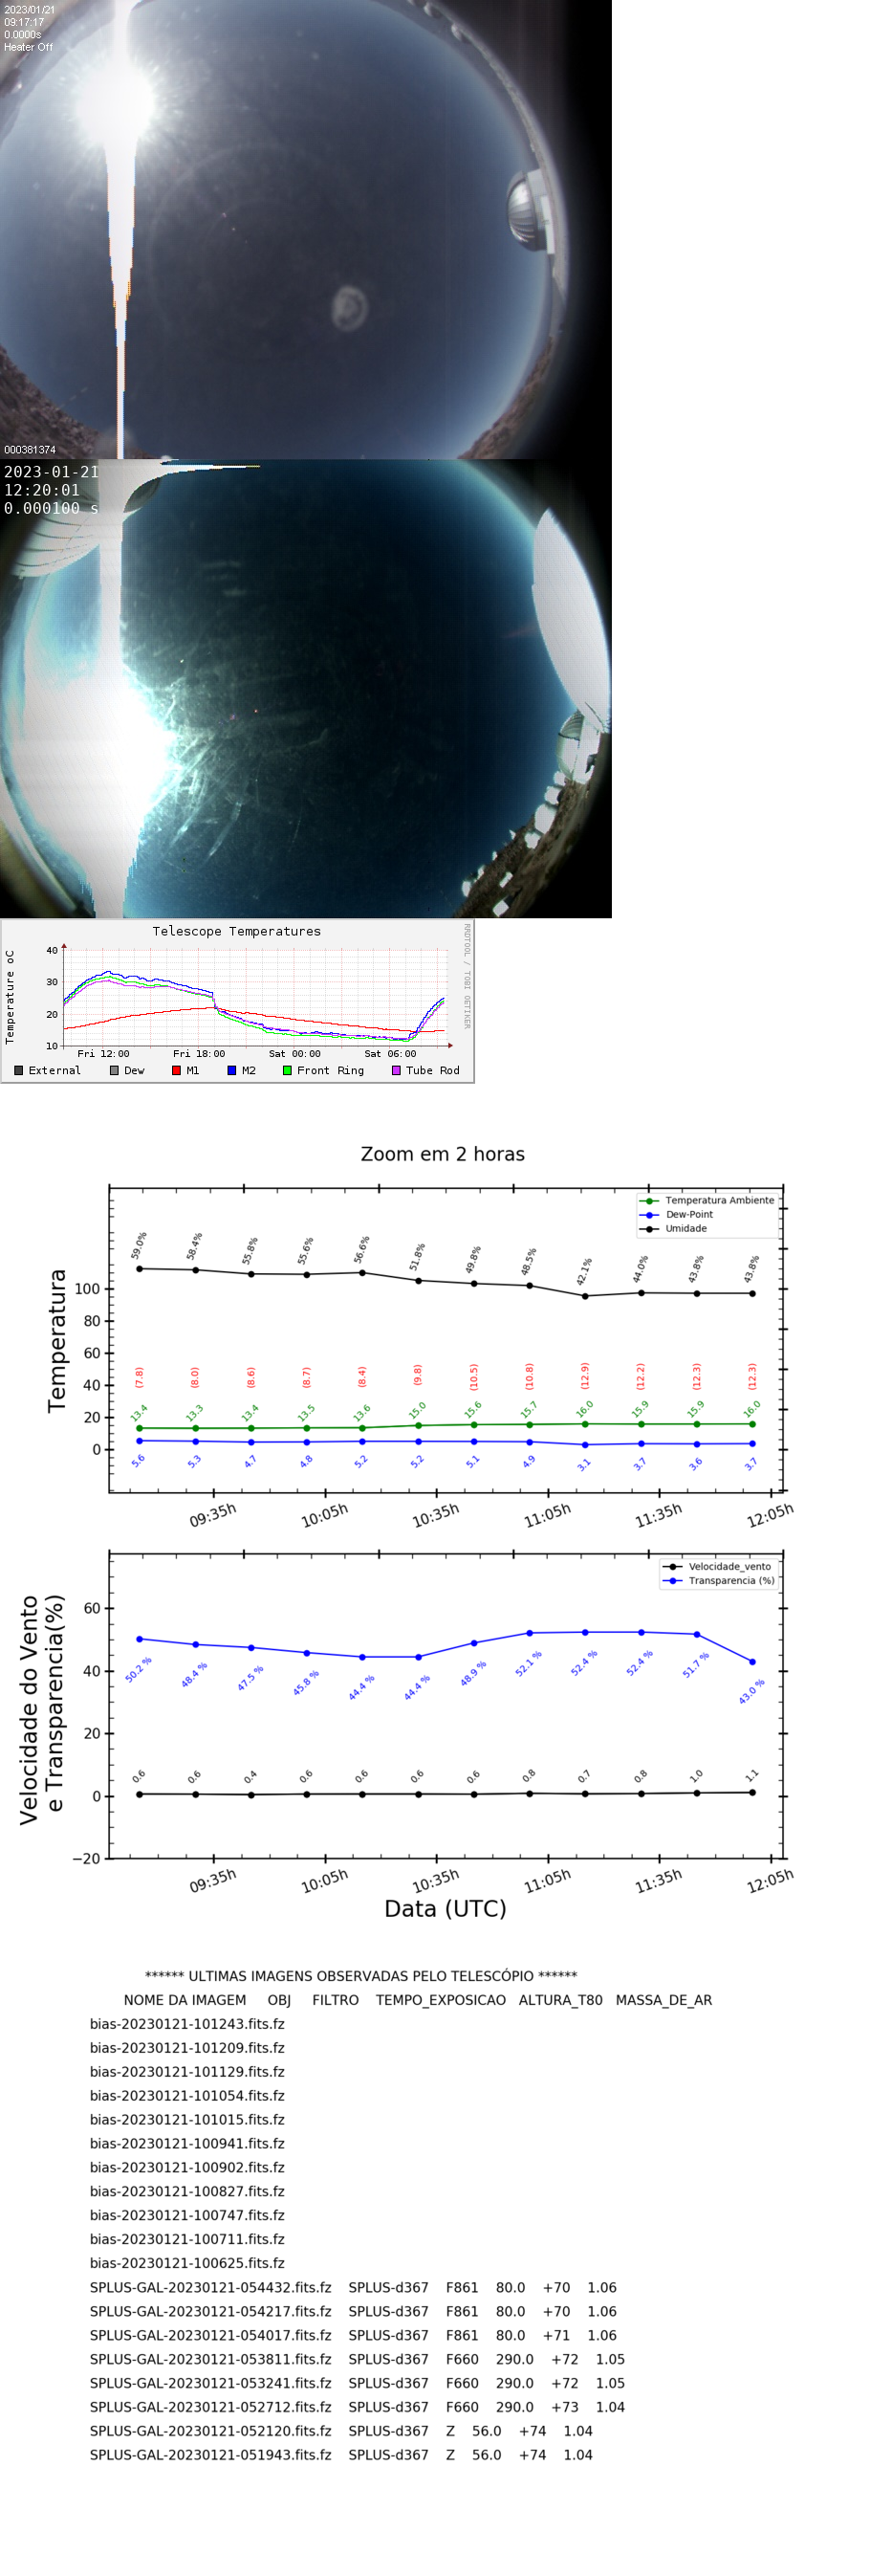 2023/01/21
09:17:17
0.0000s
Heater Off
000381374
2023-01-21
12:20:01
0.000100 s
Telescope Temperatures
RRDTOOL / TOBI OETIKER
Temperature oC
40
30
20
10
Fri 12:00 Fri 18:00 Sat 00:00 Sat 06:00
External Dew M1 M2 Front Ring Tube Rod
Zoom em 2 horas
Temperatura Ambiente
Dew-Point
Umidade
59.0% 58.4% 55.8% 55.6% 56.6% 51.8% 49.8% 48.5% 42.1% 44.0% 43.8% 43.8%
Temperatura
100
80
60
40
20
0
(7.8) (8.0) (8.6) (8.7) (8.4) (9.8) (10.5) (10.8) (12.9) (12.2) (12.3) (12.3)
13.4 13.3 13.4 13.5 13.6 15.0 15.6 15.7 16.0 15.9 15.9 16.0
5.6 5.3 4.7 4.8 5.2 5.2 5.1 4.9 3.1 3.7 3.6 3.7
09:35h 10:05h 10:35h 11:05h 11:35h 12:05h
Velocidade_vento
Transparencia (%)
Velocidade do Vento
e Transparencia(%)
60
40
20
0
−20
50.2 % 48.4 % 47.5 % 45.8 % 44.4 % 44.4 % 48.9 % 52.1 % 52.4 % 52.4 % 51.7 % 43.0 %
0.6 0.6 0.4 0.6 0.6 0.6 0.6 0.8 0.7 0.8 1.0 1.1
09:35h 10:05h 10:35h 11:05h 11:35h 12:05h
Data (UTC)
****** ULTIMAS IMAGENS OBSERVADAS PELO TELESCÓPIO ******
NOME DA IMAGEM OBJ FILTRO TEMPO_EXPOSICAO ALTURA_T80 MASSA_DE_AR
bias-20230121-101243.fits.fz
bias-20230121-101209.fits.fz
bias-20230121-101129.fits.fz
bias-20230121-101054.fits.fz
bias-20230121-101015.fits.fz
bias-20230121-100941.fits.fz
bias-20230121-100902.fits.fz
bias-20230121-100827.fits.fz
bias-20230121-100747.fits.fz
bias-20230121-100711.fits.fz
bias-20230121-100625.fits.fz
SPLUS-GAL-20230121-054432.fits.fz SPLUS-d367 F861 80.0 +70 1.06
SPLUS-GAL-20230121-054217.fits.fz SPLUS-d367 F861 80.0 +70 1.06
SPLUS-GAL-20230121-054017.fits.fz SPLUS-d367 F861 80.0 +71 1.06
SPLUS-GAL-20230121-053811.fits.fz SPLUS-d367 F660 290.0 +72 1.05
SPLUS-GAL-20230121-053241.fits.fz SPLUS-d367 F660 290.0 +72 1.05
SPLUS-GAL-20230121-052712.fits.fz SPLUS-d367 F660 290.0 +73 1.04
SPLUS-GAL-20230121-052120.fits.fz SPLUS-d367 Z 56.0 +74 1.04
SPLUS-GAL-20230121-051943.fits.fz SPLUS-d367 Z 56.0 +74 1.04